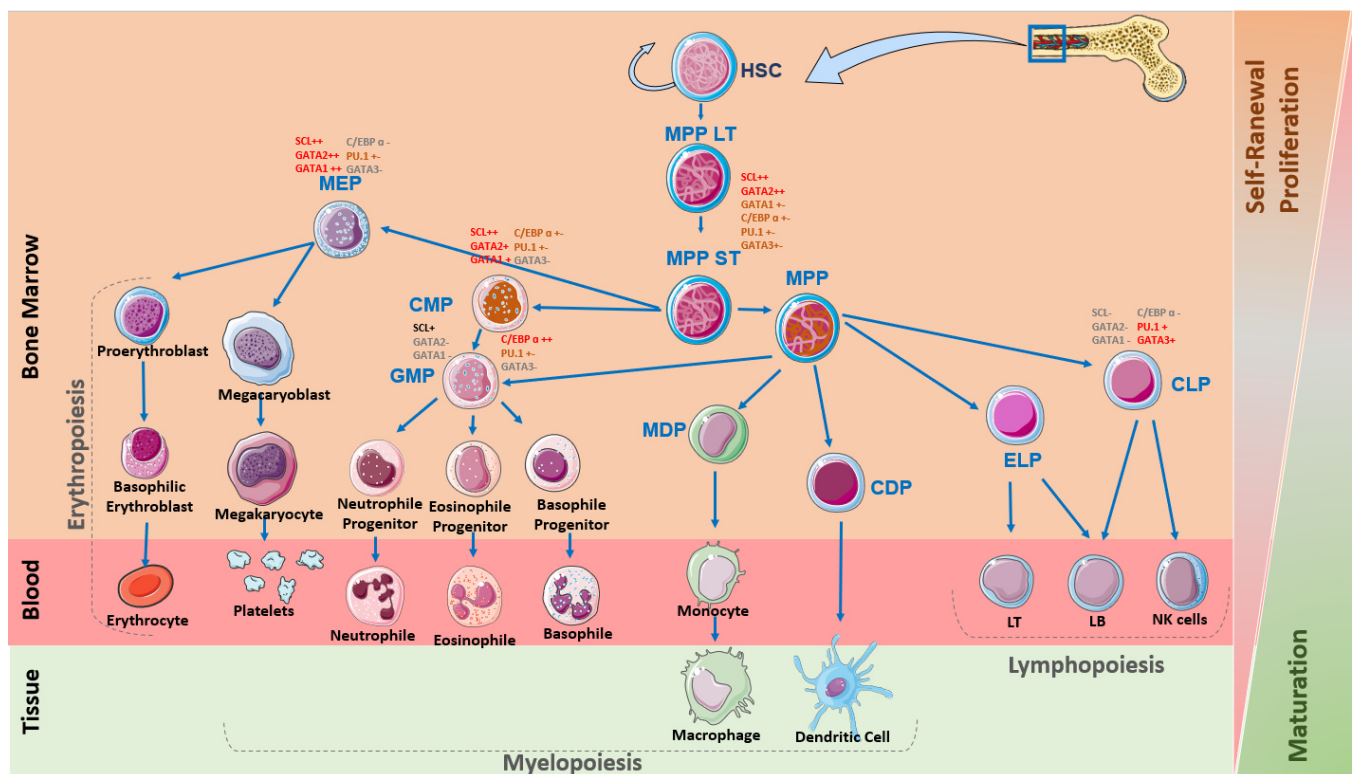 HSC
MPP LT
SCL++
GATA2++
GATA1 +-
C/EBP α +-
PU.1 +-
GATA3+-
SCL++ C/EBP α -
GATA2++ PU.1 +-
GATA1 ++ GATA3-
MEP
SCL++ C/EBP α +-
GATA2+ PU.1 +-
GATA1 + GATA3-
CMP
MPP ST
MPP
SCL+
GATA2-
GATA1 -
C/EBP α ++
PU.1 +-
GATA3-
GMP
SCL- C/EBP α -
GATA2- PU.1 +
GATA1 - GATA3+
CLP
Proerythroblast
Megacaryoblast
MDP
CDP
ELP
Basophilic
Erythroblast
Megakaryocyte
Neutrophile
Progenitor
Eosinophile
Progenitor
Basophile
Progenitor
Erythrocyte
Platelets
Neutrophile
Eosinophile
Basophile
Monocyte
LT
LB
NK cells
Lymphopoiesis
Macrophage
Dendritic Cell
Myelopoiesis
Erythropoiesis
Bone Marrow
Blood
Tissue
Self-Ranewal
Proliferation
Maturation